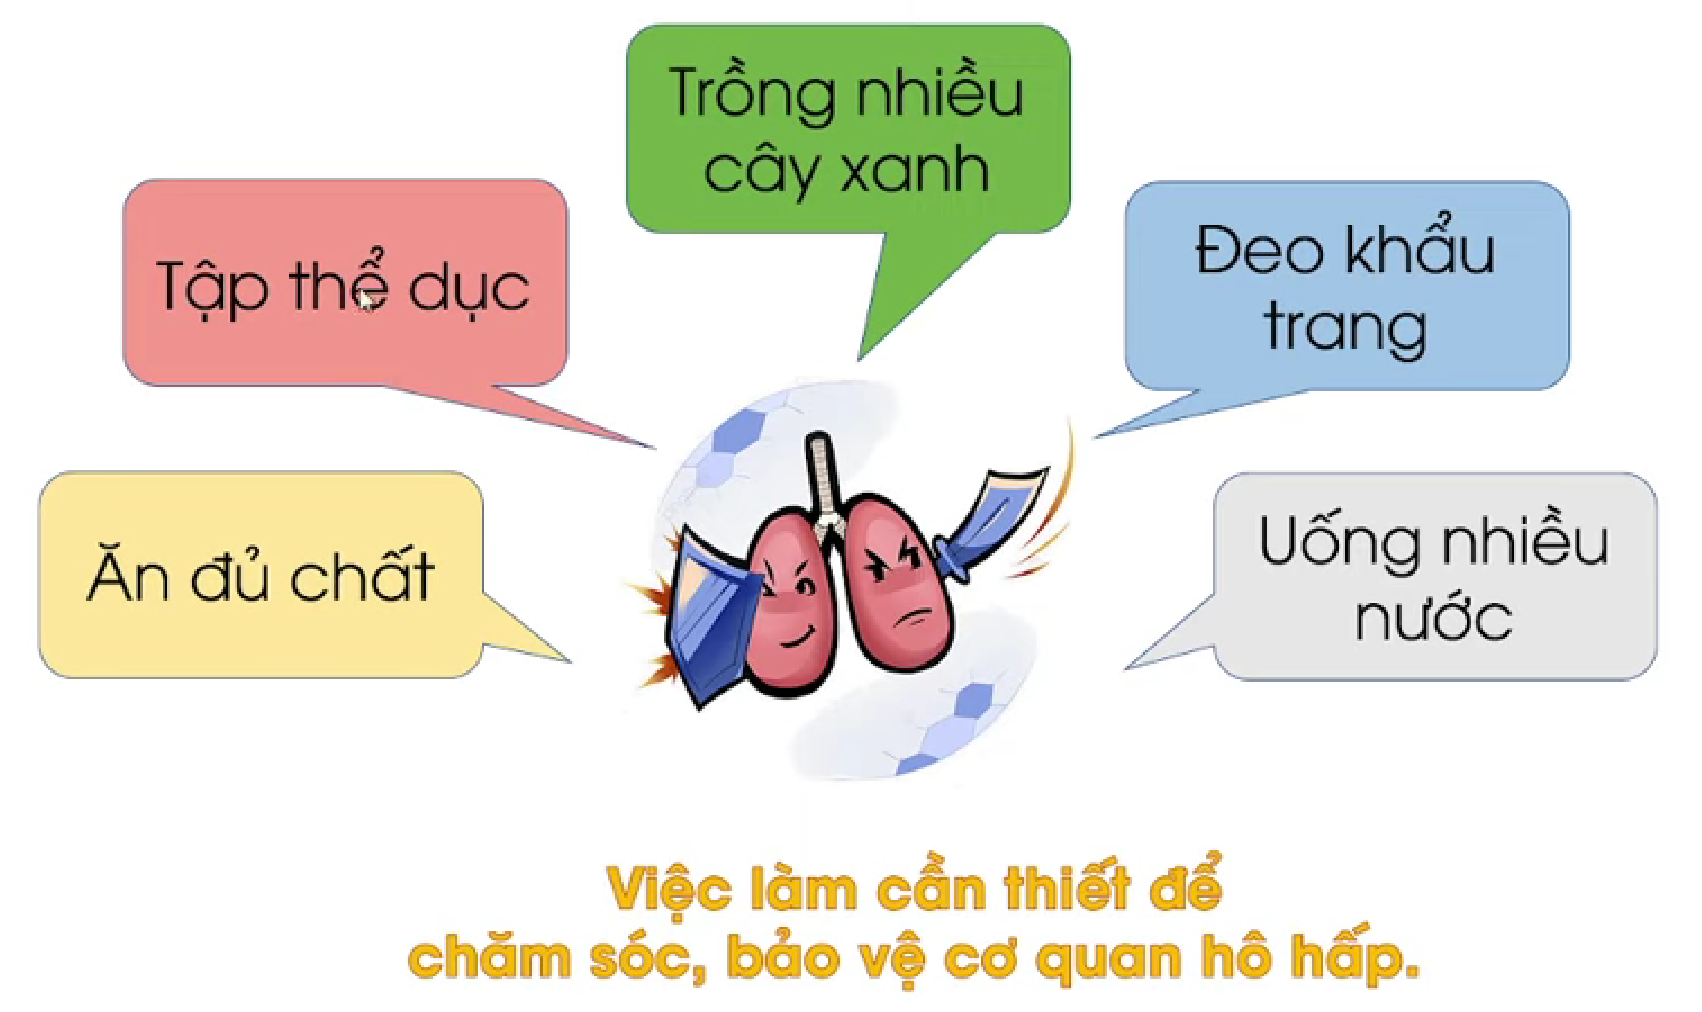 Trồng nhiều
cây xanh
Tập thể dục
Đeo khẩu
trang
Ăn đủ chất
Uống nhiều
nước
Việc làm cần thiết để
chăm sóc, bảo vệ cơ quan hô hấp.